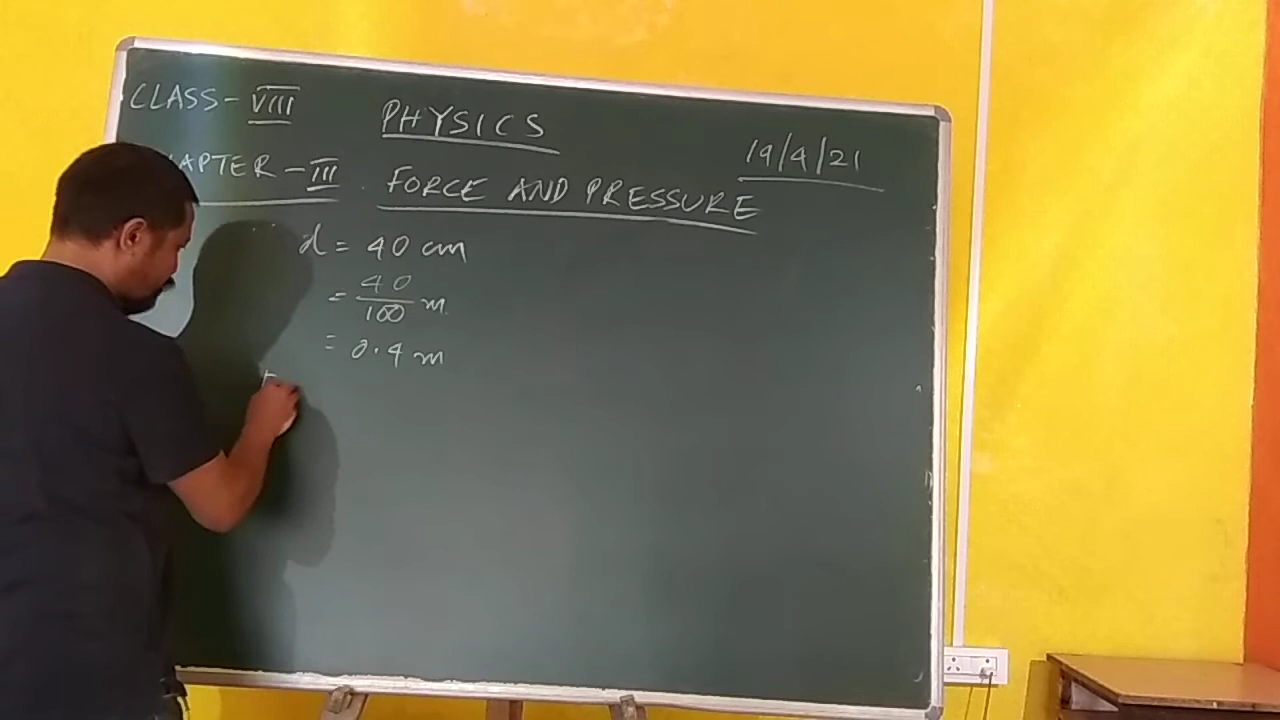 CLASS - VIII
PHYSICS
19/4/21
APTER - III
FORCE AND PRESSURE
d = 40 cm
= 40/100 m
= 0.4 m